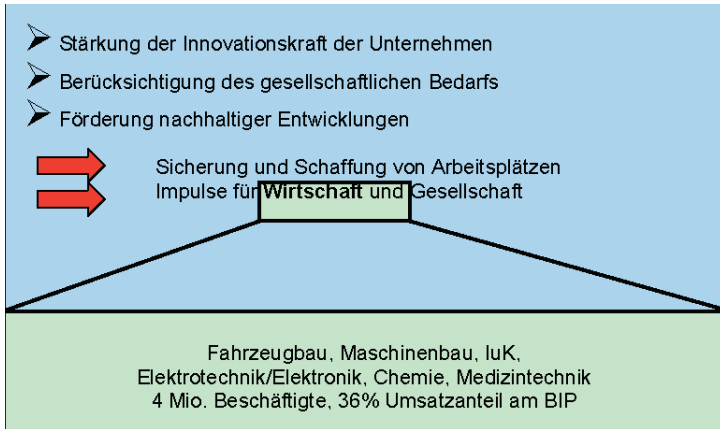 Stärkung der Innovationskraft der Unternehmen
Berücksichtigung des gesellschaftlichen Bedarfs
Förderung nachhaltiger Entwicklungen
Sicherung und Schaffung von Arbeitsplätzen
Impulse für Wirtschaft und Gesellschaft
Fahrzeugbau, Maschinenbau, IuK,
Elektrotechnik/Elektronik, Chemie, Medizintechnik
4 Mio. Beschäftigte, 36% Umsatzanteil am BIP